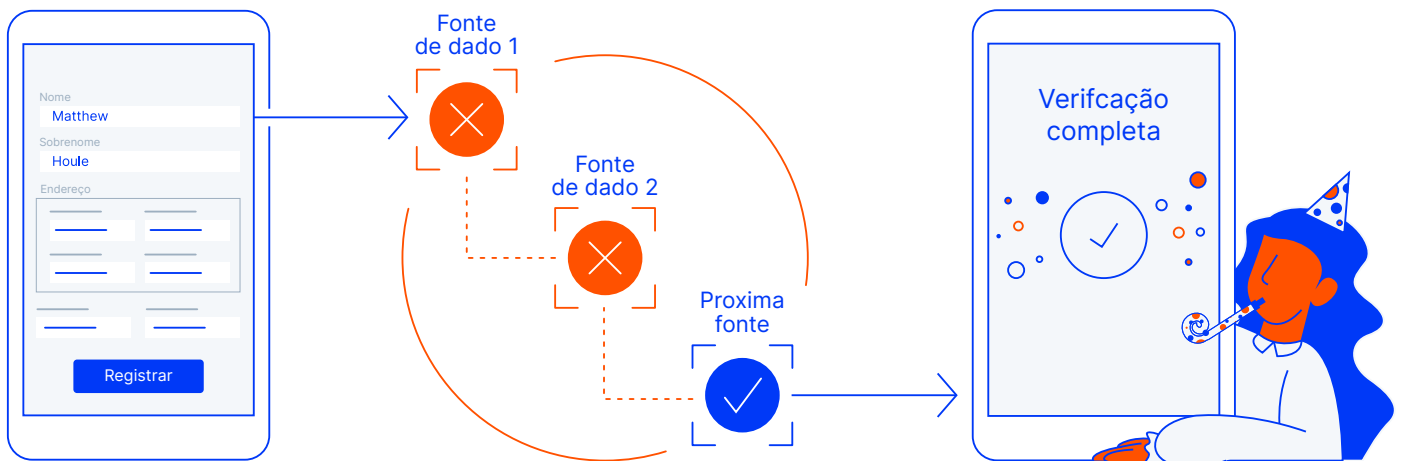 Nome
Matthew
Sobrenome
Houle
Endereço
Registrar
Fonte
de dado 1
Fonte
de dado 2
Proxima
fonte
Verifcação
completa